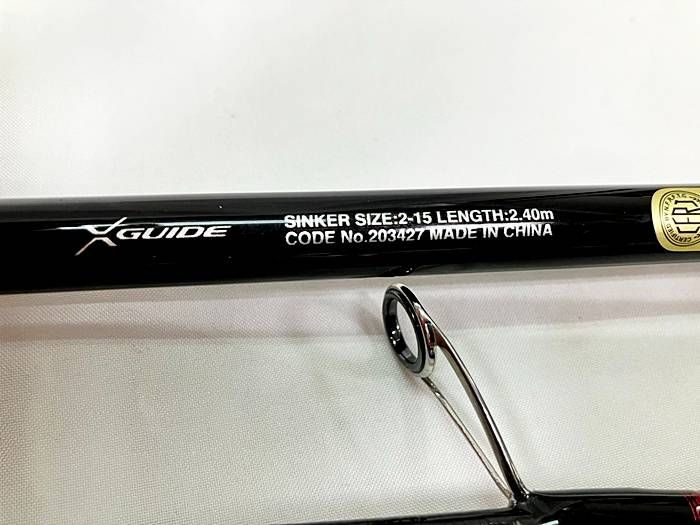 XGUIDE
SINKER SIZE:2-15 LENGTH:2.40m
CODE No.203427 MADE IN CHINA